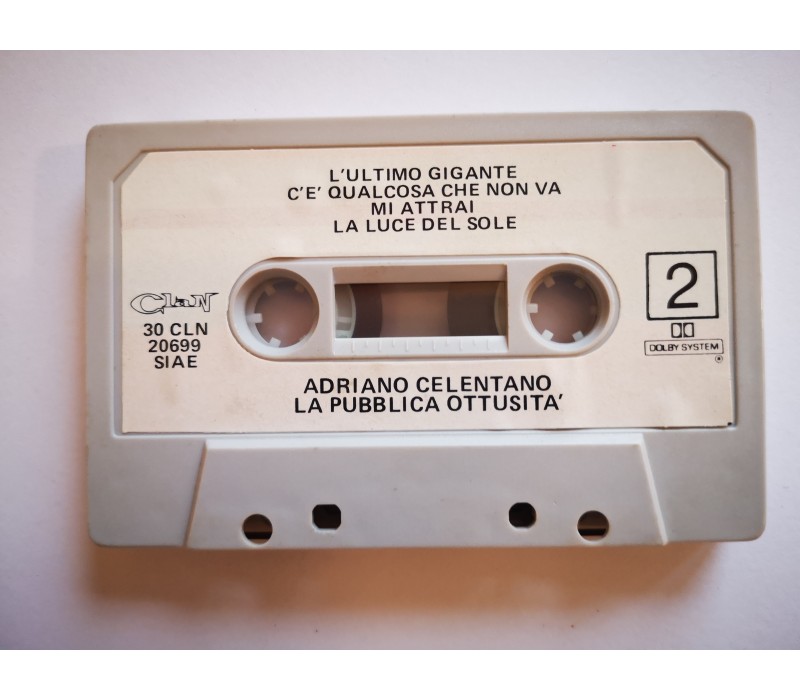 L'ULTIMO GIGANTE
C'E' QUALCOSA CHE NON VA
MI ATTRAI
LA LUCE DEL SOLE
CLAN
30 CLN
20699
SIAE
2
DOLBY SYSTEM
®
ADRIANO CELENTANO
LA PUBBLICA OTTUSITA'